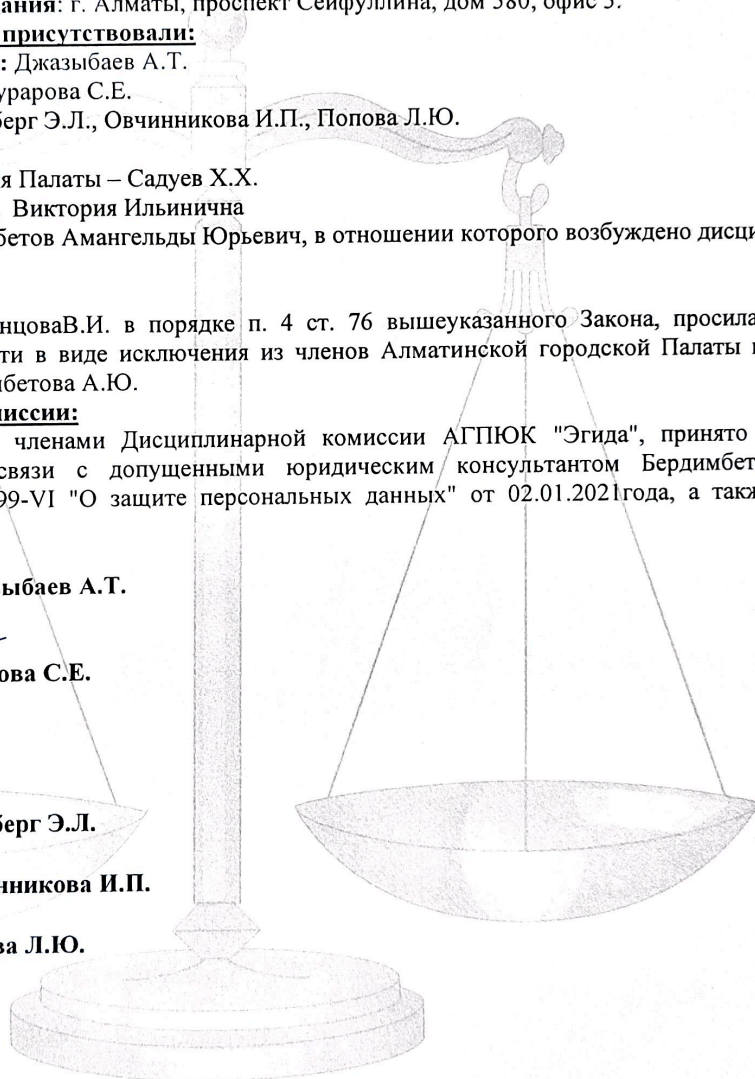 ания: г. Алматы, проспект Сейфуллина, дом 580, офис 5.
присутствовали:
: Джазыбаев А.Т.
урарова С.Е.
берг Э.Л., Овчинникова И.П., Попова Л.Ю.
я Палаты – Садуев Х.Х.
Виктория Ильинична
бетов Амангельды Юрьевич, в отношении которого возбуждено дисци
нцоваВ.И. в порядке п. 4 ст. 76 вышеуказанного Закона, просила
ти в виде исключения из членов Алматинской городской Палаты
бетова А.Ю.
миссии:
членами Дисциплинарной комиссии АГПЮК "Эгида", принято
связи с допущенными юридическим консультантом Бердимбет
99-VI "О защите персональных данных" от 02.01.2021года, а такж
ыбаев А.Т.
ова С.Е.
берг Э.Л.
нникова И.П.
ва Л.Ю.